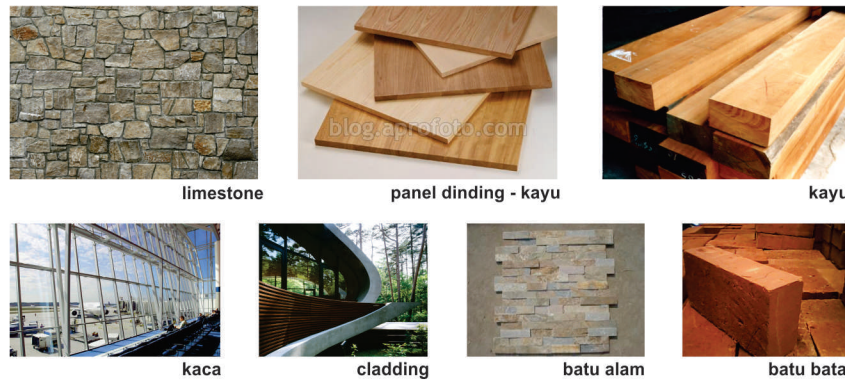 blog.aprofoto.com
limestone
panel dinding - kayu
kayu
kaca
cladding
batu alam
batu bata